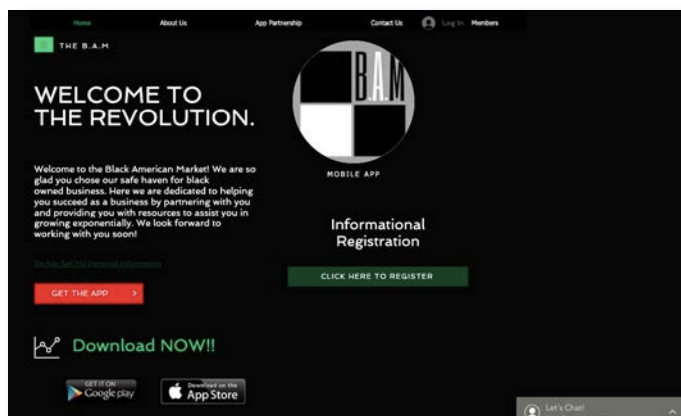 Home About Us App Partnership Contact Us Log In Members
THE B.A.M
B.A.M
MOBILE APP
WELCOME TO
THE REVOLUTION.
Welcome to the Black American Market! We are so
glad you chose our safe haven for black
owned business. Here we are dedicated to helping
you succeed as a business by partnering with you
and providing you with resources to assist you in
growing exponentially. We look forward to
working with you soon!
Do Not Sell My Personal Information
GET THE APP >
Informational
Registration
CLICK HERE TO REGISTER
Download NOW!!
GET IT ON
Google play
Download on the
App Store
Let's Chat!